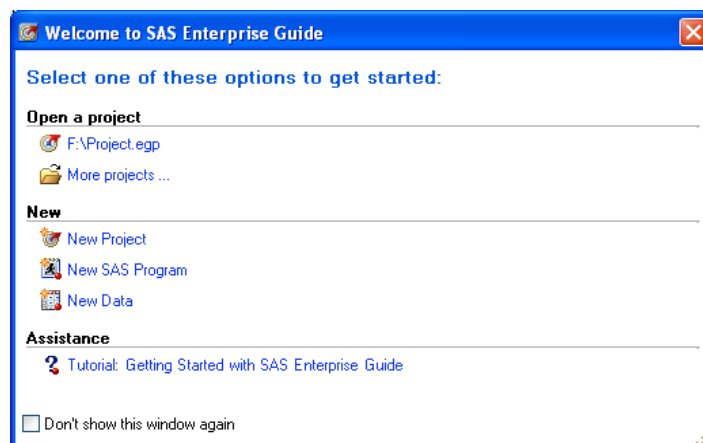 Welcome to SAS Enterprise Guide
Select one of these options to get started:
Open a project
F:\Project.egp
More projects ...
New
New Project
New SAS Program
New Data
Assistance
Tutorial: Getting Started with SAS Enterprise Guide
Don't show this window again